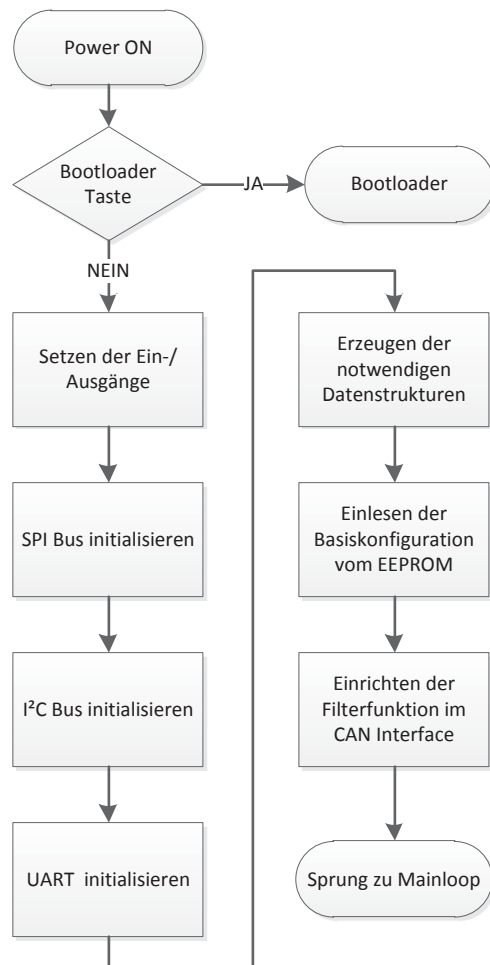 Power ON
Bootloader
Taste
JA
Bootloader
NEIN
Setzen der Ein-/
Ausgänge
SPI Bus initialisieren
I²C Bus initialisieren
UART initialisieren
Erzeugen der
notwendigen
Datenstrukturen
Einlesen der
Basiskonfiguration
vom EEPROM
Einrichten der
Filterfunktion im
CAN Interface
Sprung zu Mainloop